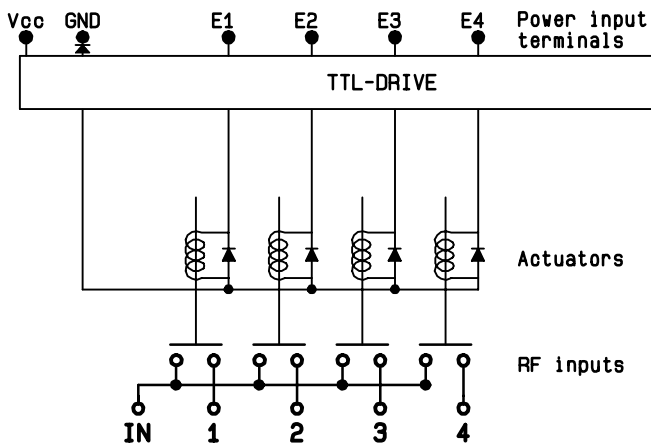 Vcc GND E1 E2 E3 E4 Power input
terminals
TTL-DRIVE
Actuators
RF inputs
IN 1 2 3 4